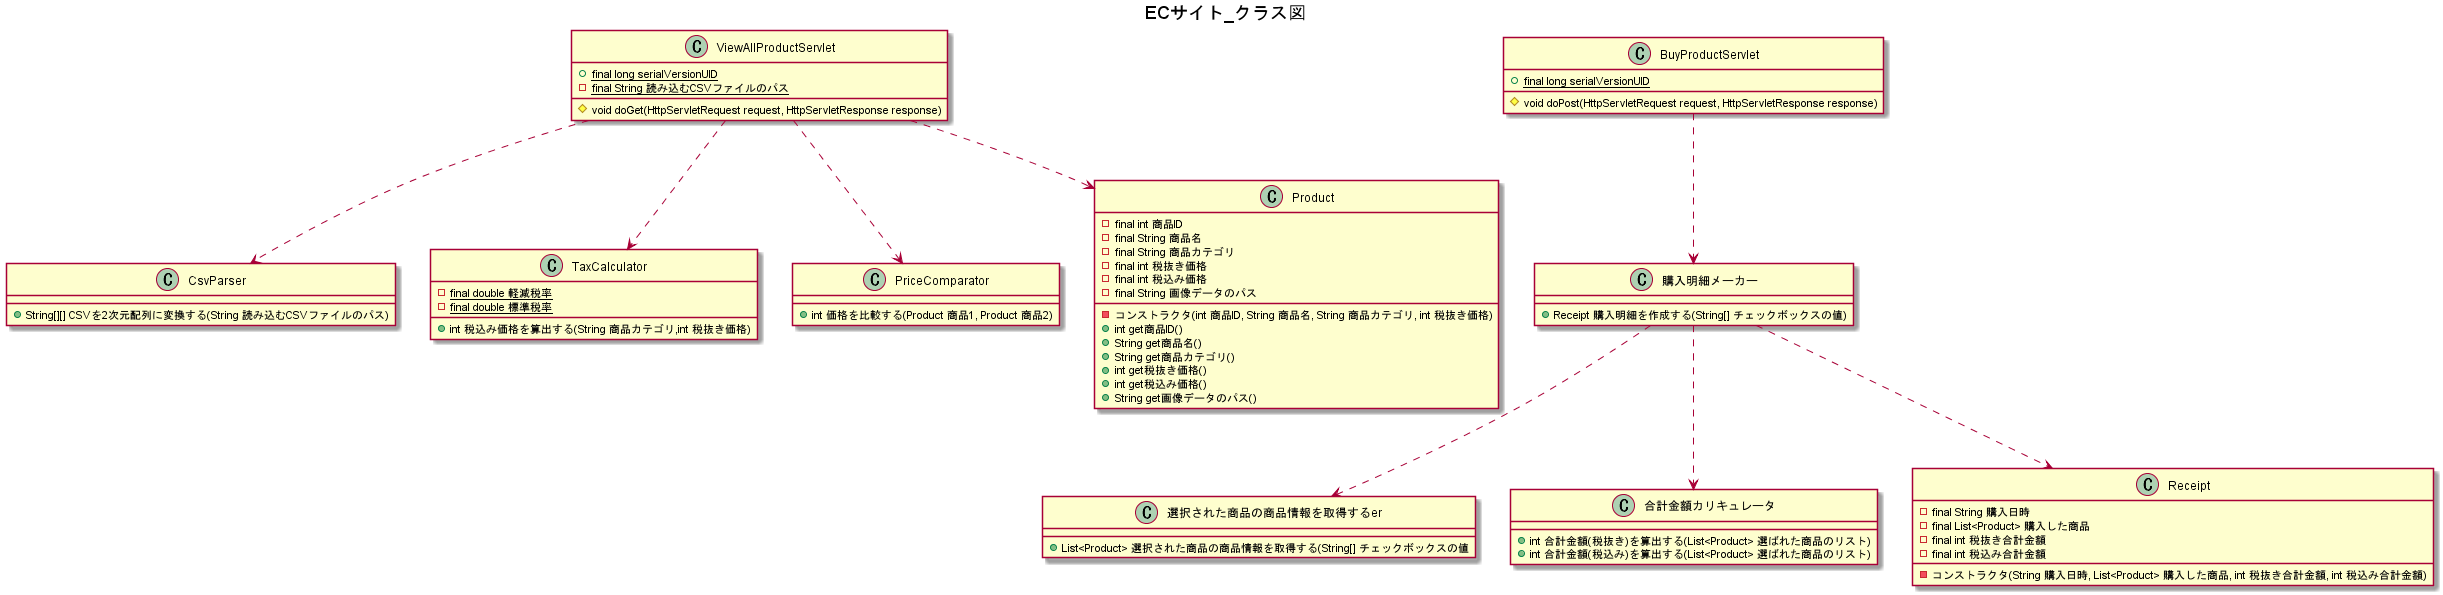 ECサイト_クラス図
C ViewAllProductServlet
final long serialVersionUID
final String 読み込むCSVファイルのパス
void doGet(HttpServletRequest request, HttpServletResponse response)
C BuyProductServlet
final long serialVersionUID
void doPost(HttpServletRequest request, HttpServletResponse response)
C CsvParser
String[][] CSVを2次元配列に変換する(String 読み込むCSVファイルのパス)
C TaxCalculator
final double 軽減税率
final double 標準税率
int 税込み価格を算出する(String 商品カテゴリ,int 税抜き価格)
C PriceComparator
int 価格を比較する(Product 商品1, Product 商品2)
C Product
final int 商品ID
final String 商品名
final String 商品カテゴリ
final int 税抜き価格
final int 税込み価格
final String 画像データのパス
コンストラクタ(int 商品ID, String 商品名, String 商品カテゴリ, int 税抜き価格)
int get商品ID()
String get商品名()
String get商品カテゴリ()
int get税抜き価格()
int get税込み価格()
String get画像データのパス()
C 購入明細メーカー
Receipt 購入明細を作成する(String[] チェックボックスの値)
C 選択された商品の商品情報を取得するer
List<Product> 選択された商品の商品情報を取得する(String[] チェックボックスの値
C 合計金額カリキュレータ
int 合計金額(税抜き)を算出する(List<Product> 選ばれた商品のリスト)
int 合計金額(税込み)を算出する(List<Product> 選ばれた商品のリスト)
C Receipt
final String 購入日時
final List<Product> 購入した商品
final int 税抜き合計金額
final int 税込み合計金額
コンストラクタ(String 購入日時, List<Product> 購入した商品, int 税抜き合計金額, int 税込み合計金額)